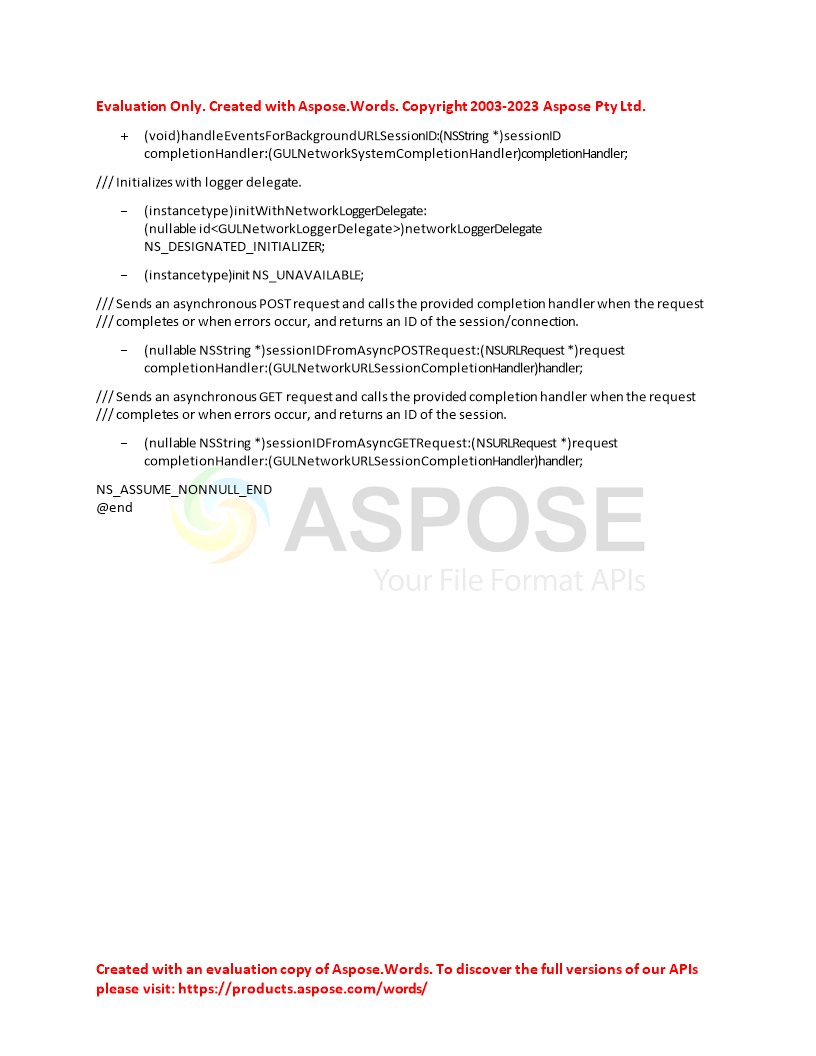 Evaluation Only. Created with Aspose.Words. Copyright 2003-2023 Aspose Pty Ltd.
+ (void)handleEventsForBackgroundURLSessionID:(NSString *)sessionID
completionHandler:(GULNetworkSystemCompletionHandler)completionHandler;
/// Initializes with logger delegate.
− (instancetype)initWithNetworkLoggerDelegate:
(nullable id<GULNetworkLoggerDelegate>)networkLoggerDelegate
NS_DESIGNATED_INITIALIZER;
− (instancetype)init NS_UNAVAILABLE;
/// Sends an asynchronous POST request and calls the provided completion handler when the request
/// completes or when errors occur, and returns an ID of the session/connection.
− (nullable NSString *)sessionIDFromAsyncPOSTRequest:(NSURLRequest *)request
completionHandler:(GULNetworkURLSessionCompletionHandler)handler;
/// Sends an asynchronous GET request and calls the provided completion handler when the request
/// completes or when errors occur, and returns an ID of the session.
− (nullable NSString *)sessionIDFromAsyncGETRequest:(NSURLRequest *)request
completionHandler:(GULNetworkURLSessionCompletionHandler)handler;
NS_ASSUME_NONNULL_END
@end
ASPOSE
Your File Format APIs
Created with an evaluation copy of Aspose.Words. To discover the full versions of our APIs
please visit: https://products.aspose.com/words/